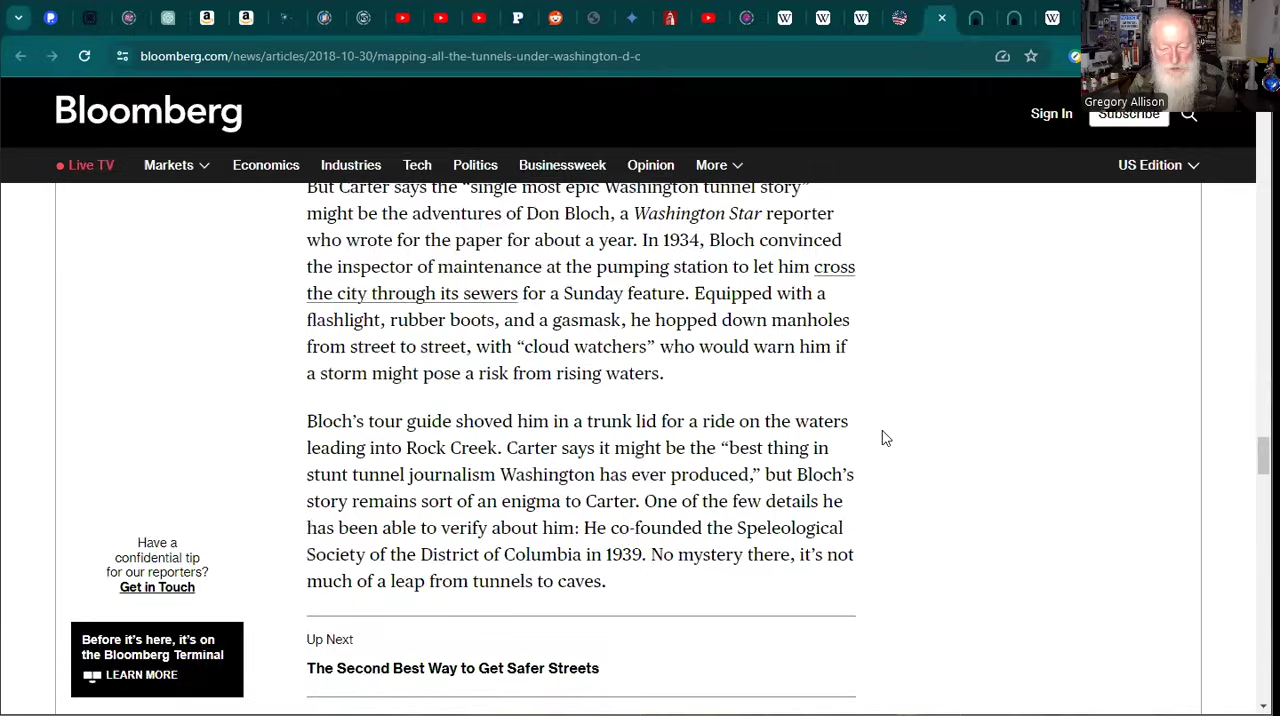 bloomberg.com/news/articles/2018-10-30/mapping-all-the-tunnels-under-washington-d-c
Gregory Allison
Bloomberg
Sign In
Subscribe
Live TV
Markets
Economics
Industries
Tech
Politics
Businessweek
Opinion
More
US Edition
But Carter says the “single most epic Washington tunnel story”
might be the adventures of Don Bloch, a Washington Star reporter
who wrote for the paper for about a year. In 1934, Bloch convinced
the inspector of maintenance at the pumping station to let him cross
the city through its sewers for a Sunday feature. Equipped with a
flashlight, rubber boots, and a gasmask, he hopped down manholes
from street to street, with “cloud watchers” who would warn him if
a storm might pose a risk from rising waters.
Bloch’s tour guide shoved him in a trunk lid for a ride on the waters
leading into Rock Creek. Carter says it might be the “best thing in
stunt tunnel journalism Washington has ever produced,” but Bloch’s
story remains sort of an enigma to Carter. One of the few details he
has been able to verify about him: He co-founded the Speleological
Society of the District of Columbia in 1939. No mystery there, it’s not
much of a leap from tunnels to caves.
Have a
confidential tip
for our reporters?
Get in Touch
Before it’s here, it’s on
the Bloomberg Terminal
LEARN MORE
Up Next
The Second Best Way to Get Safer Streets